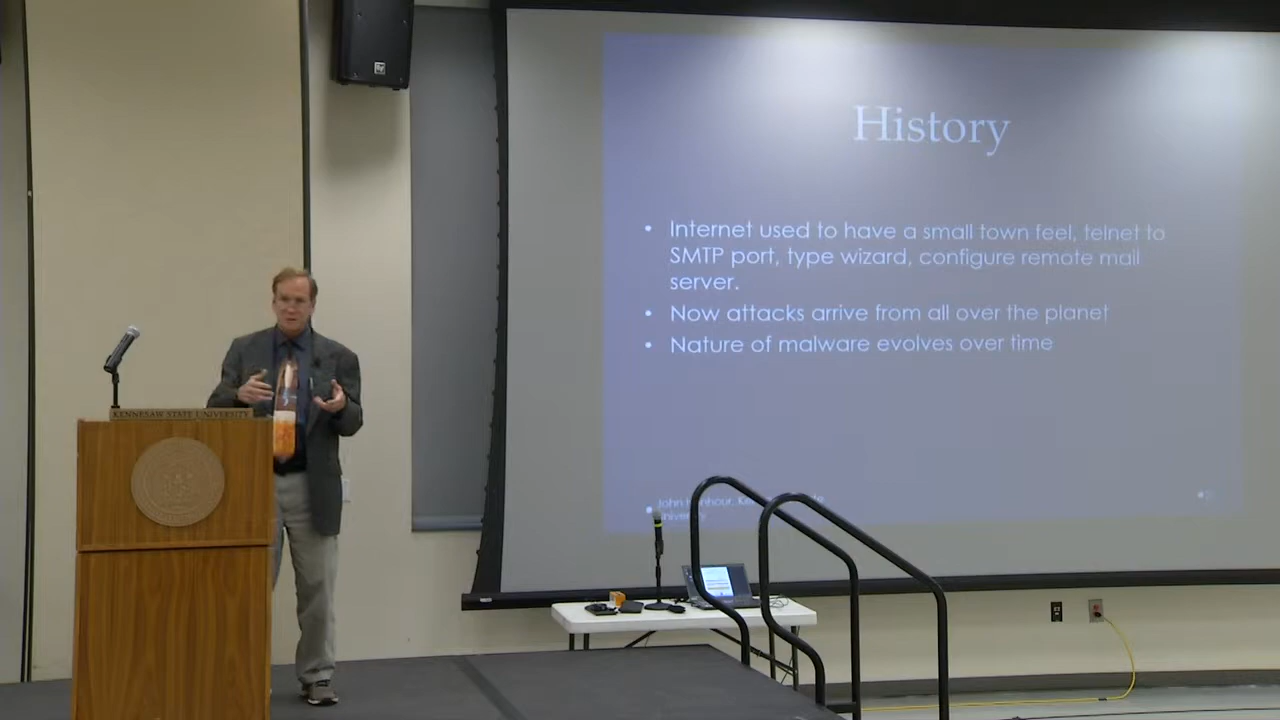 History
• Internet used to have a small town feel, telnet to
SMTP port, type wizard, configure remote mail
server.
• Now attacks arrive from all over the planet
• Nature of malware evolves over time
KENNESAW STATE UNIVERSITY
John